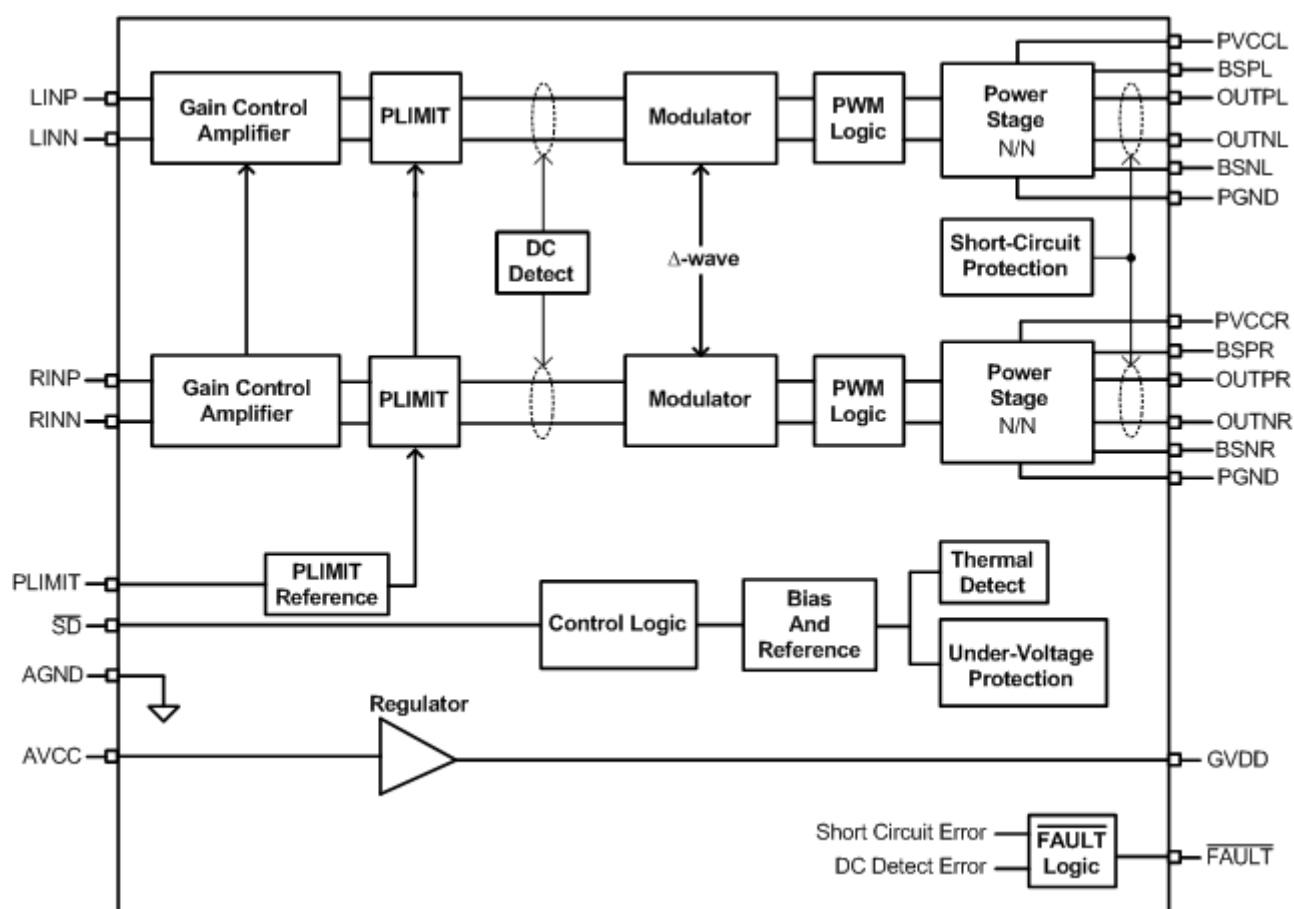 PVCCL
BSPL
LINP
Gain Control
Amplifier
PLIMIT
Modulator
PWM
Logic
Power
Stage
N/N
OUTPL
LINN
OUTNL
BSNL
PGND
DC
Detect
Δ-wave
Short-Circuit
Protection
PVCCR
BSPR
RINP
Gain Control
Amplifier
PLIMIT
Modulator
PWM
Logic
Power
Stage
N/N
OUTPR
RINN
OUTNR
BSNR
PGND
PLIMIT
PLIMIT
Reference
Thermal
Detect
SD
Control Logic
Bias
And
Reference
Under-Voltage
Protection
AGND
Regulator
AVCC
GVDD
Short Circuit Error
DC Detect Error
FAULT
Logic
FAULT